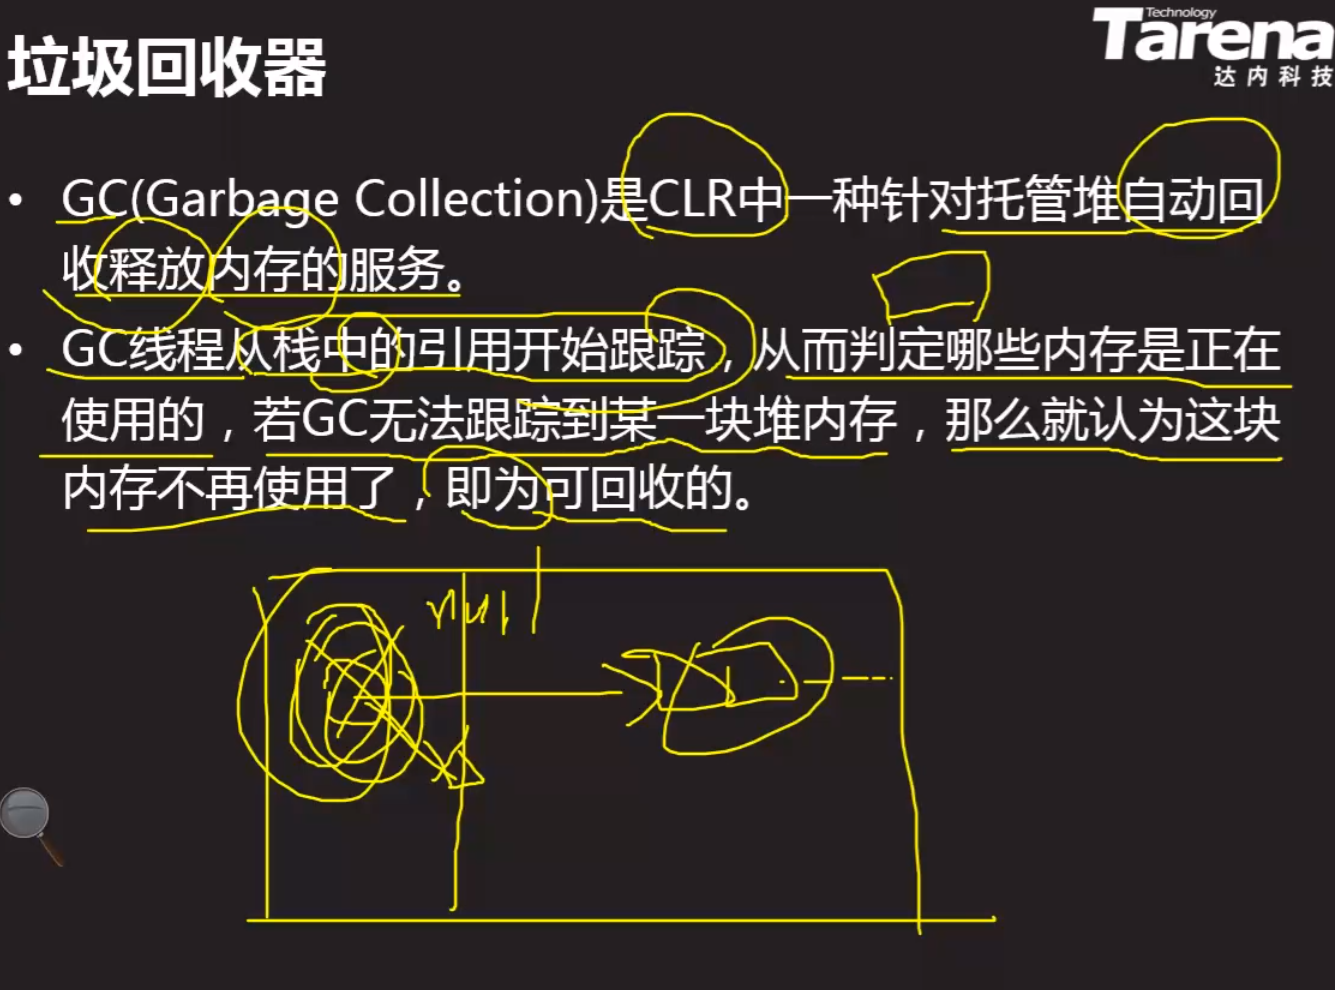 Technology
Tarena
达内科技
垃圾回收器
• GC(Garbage Collection)是CLR中一种针对托管堆自动回
收释放内存的服务。
• GC线程从栈中的引用开始跟踪，从而判定哪些内存是正在
使用的，若GC无法跟踪到某一块堆内存，那么就认为这块
内存不再使用了，即为可回收的。
null